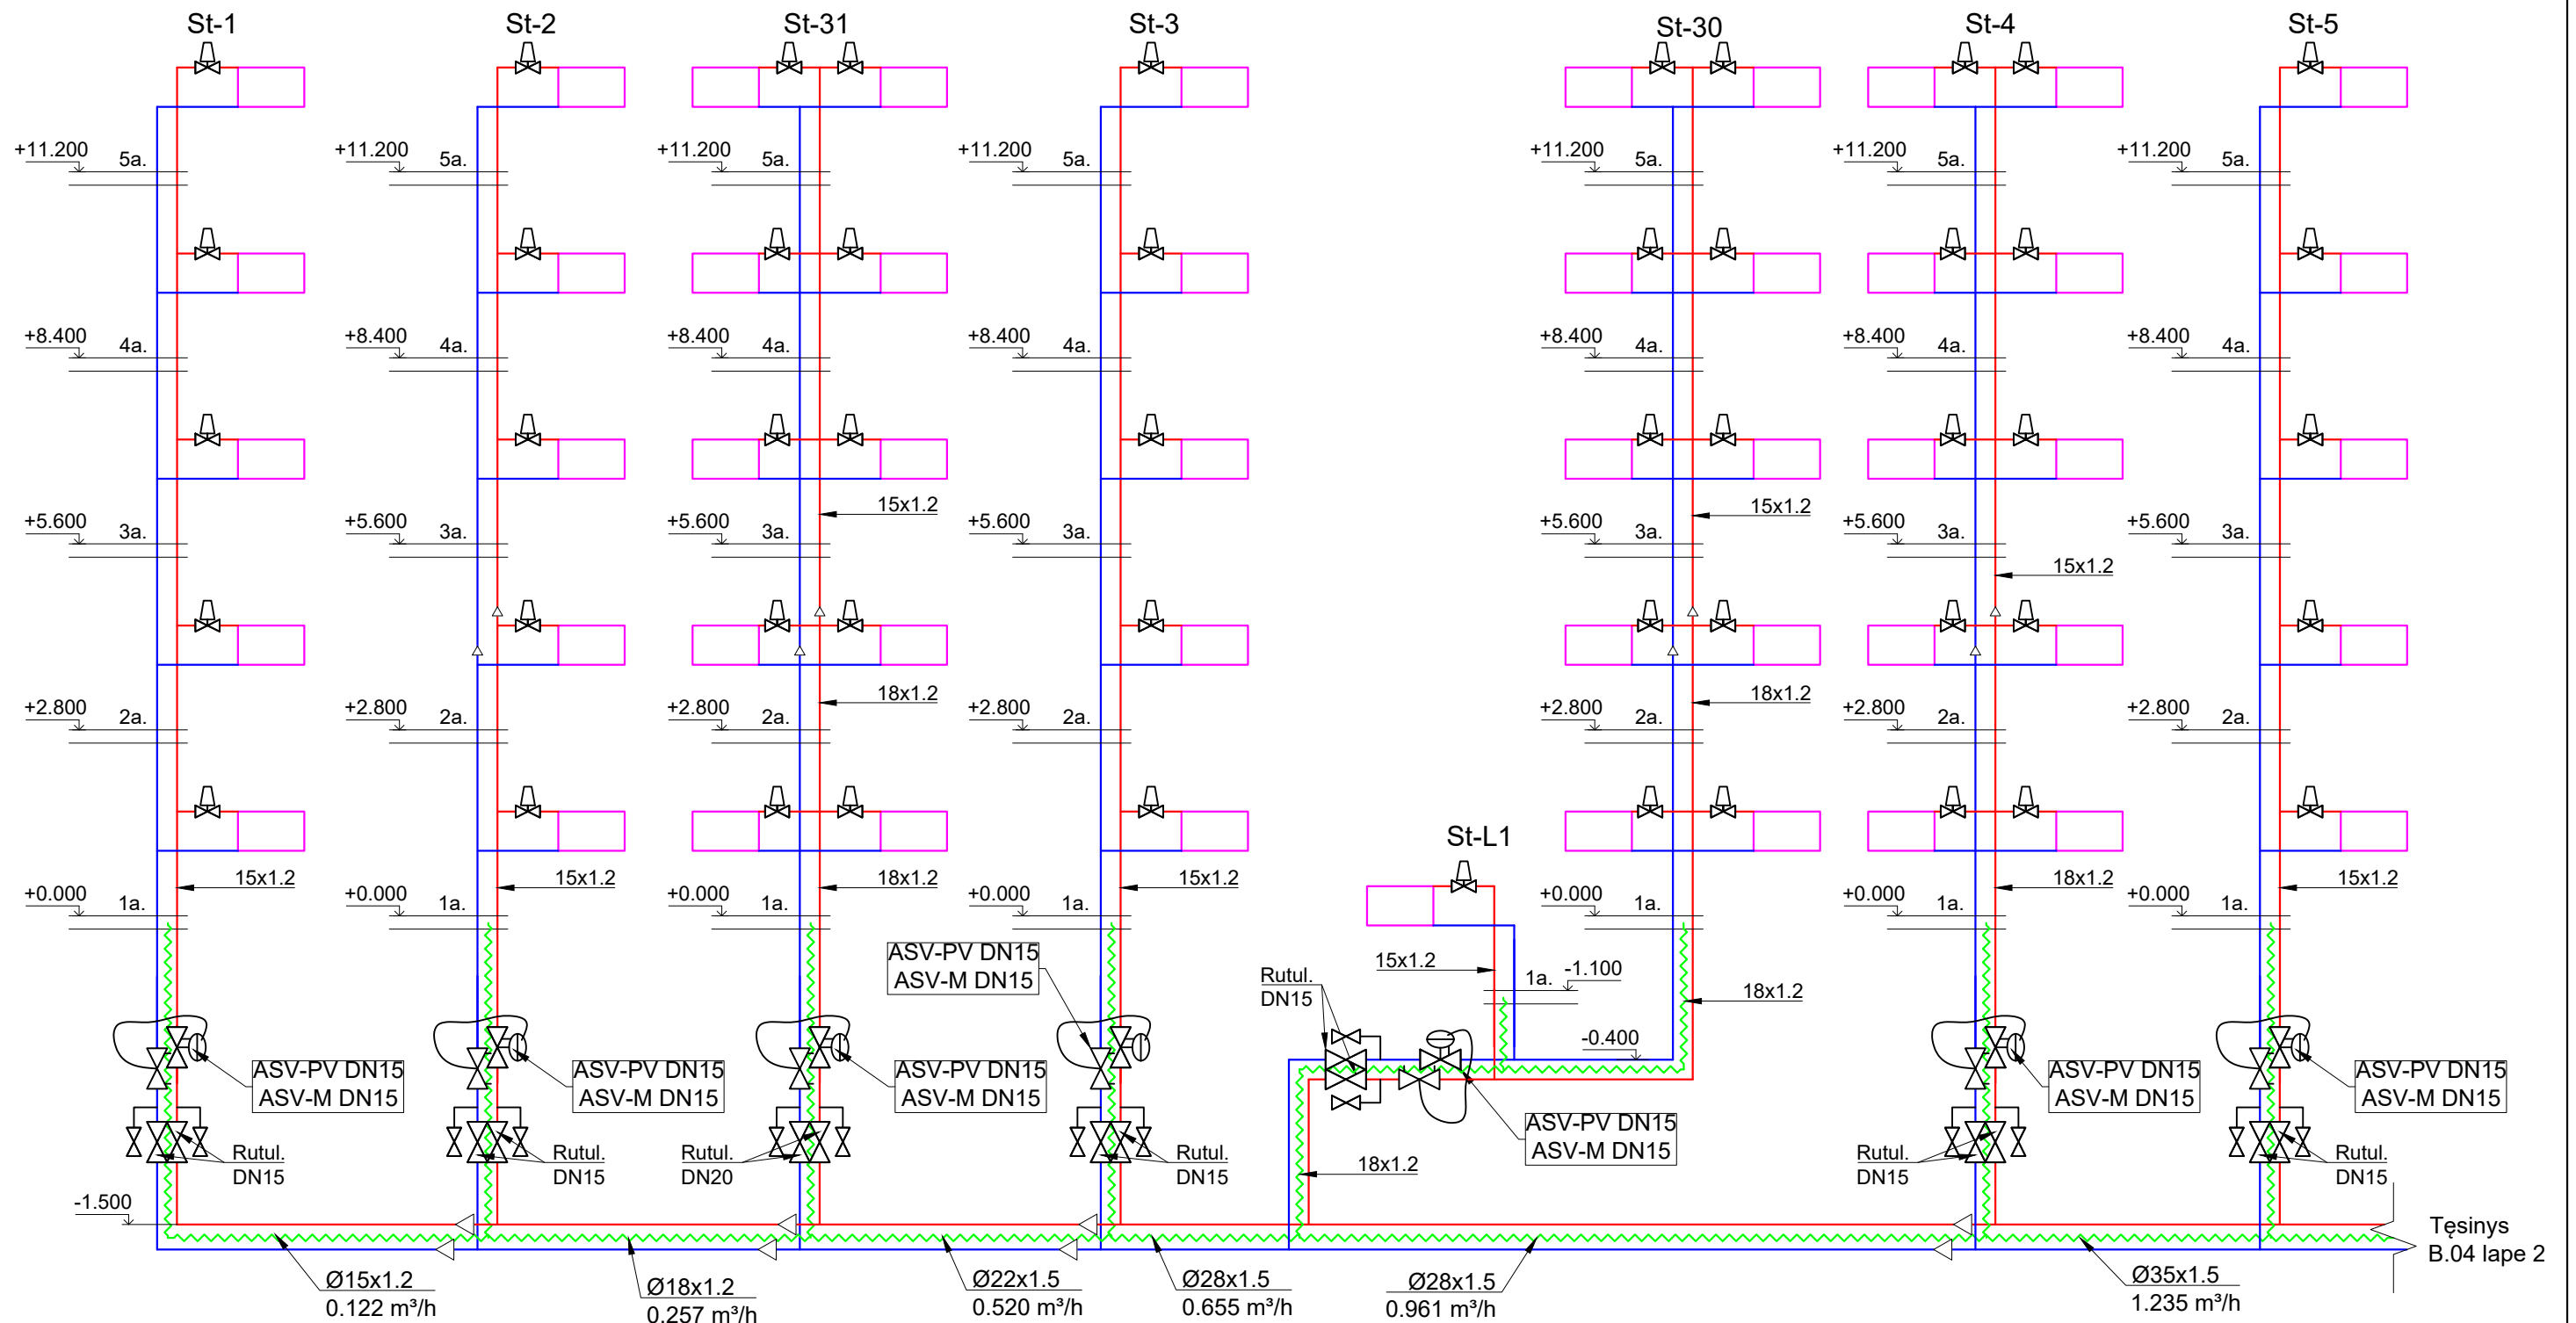 St-1 St-2 St-31 St-3 St-30 St-4 St-5
+11.200 5a. +11.200 5a. +11.200 5a. +11.200 5a. +11.200 5a. +11.200 5a. +11.200 5a.
+8.400 4a. +8.400 4a. +8.400 4a. +8.400 4a. +8.400 4a. +8.400 4a. +8.400 4a.
15x1.2 15x1.2
+5.600 3a. +5.600 3a. +5.600 3a. +5.600 3a. +5.600 3a. +5.600 3a. +5.600 3a.
15x1.2
18x1.2 18x1.2
+2.800 2a. +2.800 2a. +2.800 2a. +2.800 2a. +2.800 2a. +2.800 2a. +2.800 2a.
St-L1
15x1.2 15x1.2 18x1.2 15x1.2 18x1.2 15x1.2
+0.000 1a. +0.000 1a. +0.000 1a. +0.000 1a. +0.000 1a. +0.000 1a. +0.000 1a.
ASV-PV DN15
ASV-M DN15
15x1.2
Rutul.
DN15
1a. -1.100
18x1.2
-0.400
ASV-PV DN15
ASV-M DN15
ASV-PV DN15
ASV-M DN15
ASV-PV DN15
ASV-M DN15
ASV-PV DN15
ASV-M DN15
ASV-PV DN15
ASV-M DN15
ASV-PV DN15
ASV-M DN15
Rutul.
DN15
Rutul.
DN15
Rutul.
DN20
Rutul.
DN15
18x1.2
Rutul.
DN15
Rutul.
DN15
-1.500
Tęsinys
B.04 lape 2
Ø15x1.2
0.122 m³/h
Ø18x1.2
0.257 m³/h
Ø22x1.5
0.520 m³/h
Ø28x1.5
0.655 m³/h
Ø28x1.5
0.961 m³/h
Ø35x1.5
1.235 m³/h